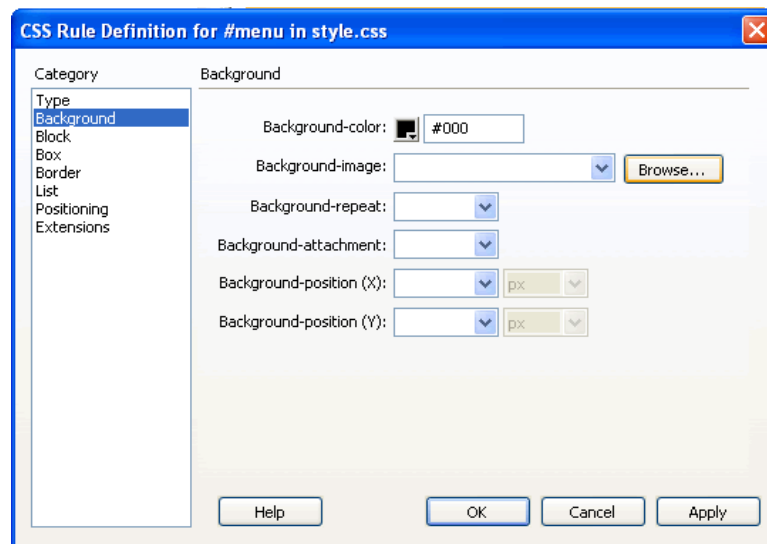 CSS Rule Definition for #menu in style.css
Category
Background
Type
Background
Block
Box
Border
List
Positioning
Extensions
Background-color: #000
Background-image: Browse...
Background-repeat:
Background-attachment:
Background-position (X): px
Background-position (Y): px
Help OK Cancel Apply